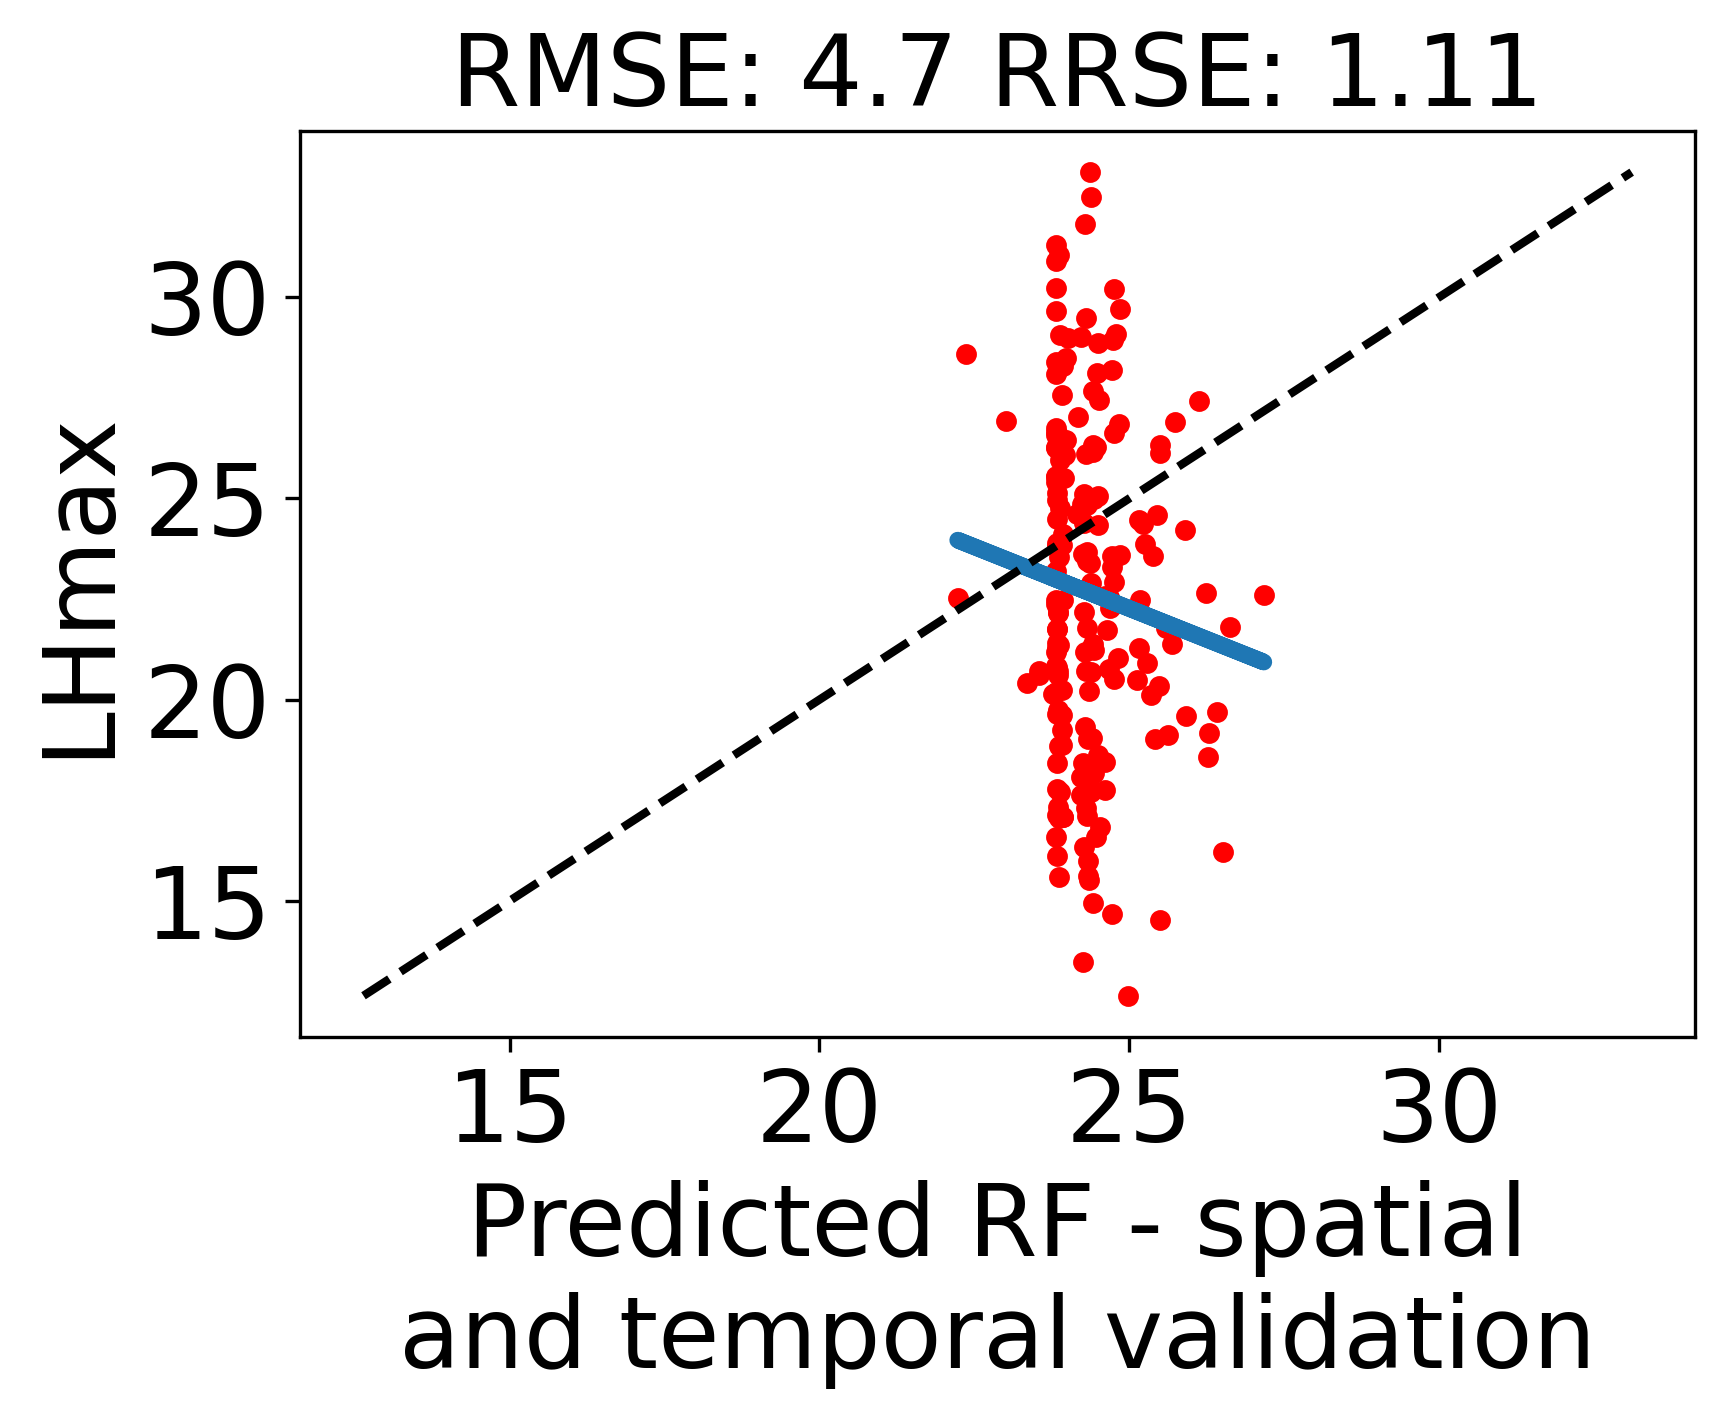 RMSE: 4.7 RRSE: 1.11
LHmax
30
25
20
15
15
20
25
30
Predicted RF - spatial
and temporal validation